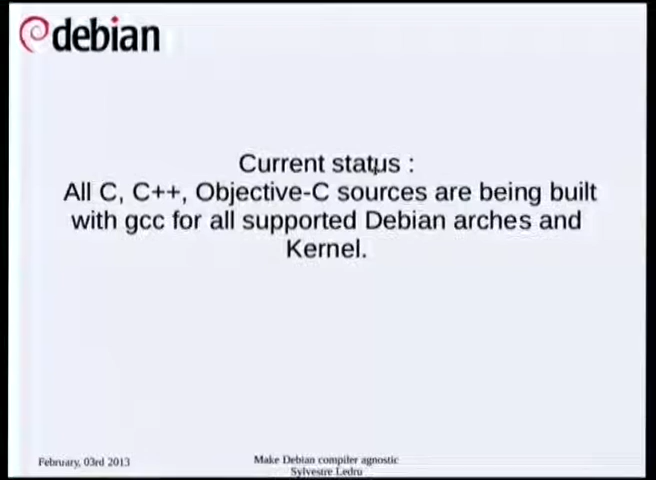 debian
Current status :
All C, C++, Objective-C sources are being built
with gcc for all supported Debian arches and
Kernel.
February, 03rd 2013
Make Debian compiler agnostic
Sylvestre Ledru